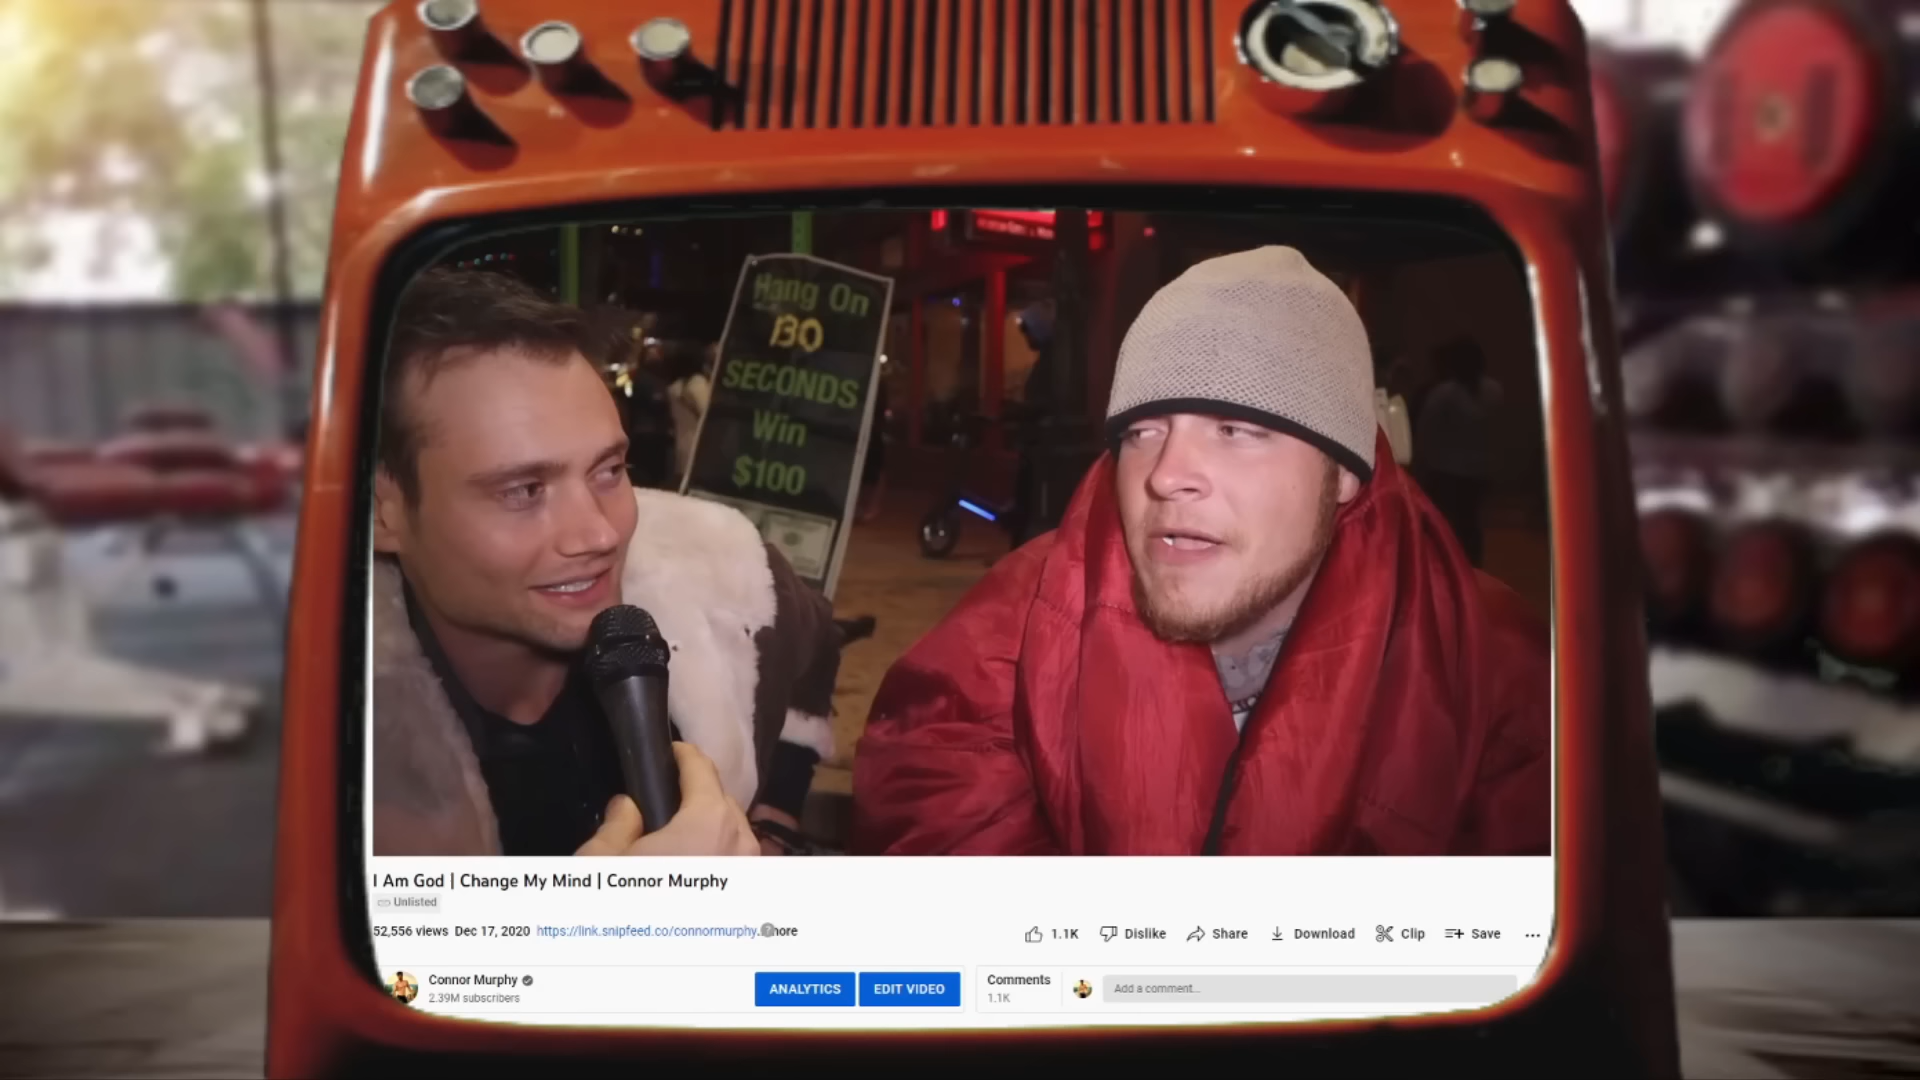 Hang On
130
SECONDS
Win
$100
I Am God | Change My Mind | Connor Murphy
Unlisted
52,556 views Dec 17, 2020 https://link.snipfeed.co/connormurphy.
1.1K Dislike Share Download Clip Save ...
Connor Murphy
2.39M subscribers
ANALYTICS EDIT VIDEO
Comments
1.1K
Add a comment...